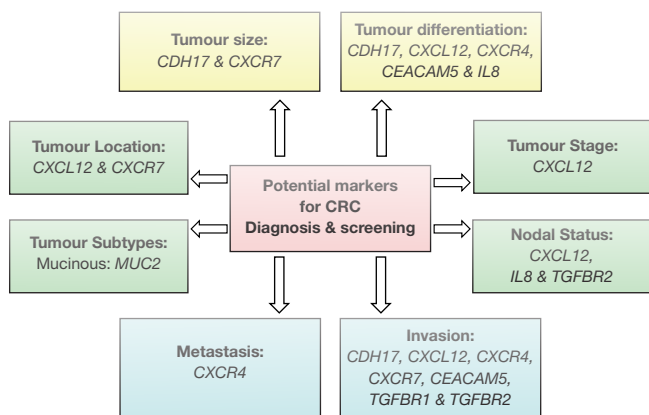 Tumour size:
CDH17 & CXCR7
Tumour differentiation:
CDH17, CXCL12, CXCR4,
CEACAM5 & IL8
Tumour Location:
CXCL12 & CXCR7
Potential markers
for CRC
Diagnosis & screening
Tumour Stage:
CXCL12
Tumour Subtypes:
Mucinous: MUC2
Nodal Status:
CXCL12,
IL8 & TGFBR2
Metastasis:
CXCR4
Invasion:
CDH17, CXCL12, CXCR4,
CXCR7, CEACAM5,
TGFBR1 & TGFBR2